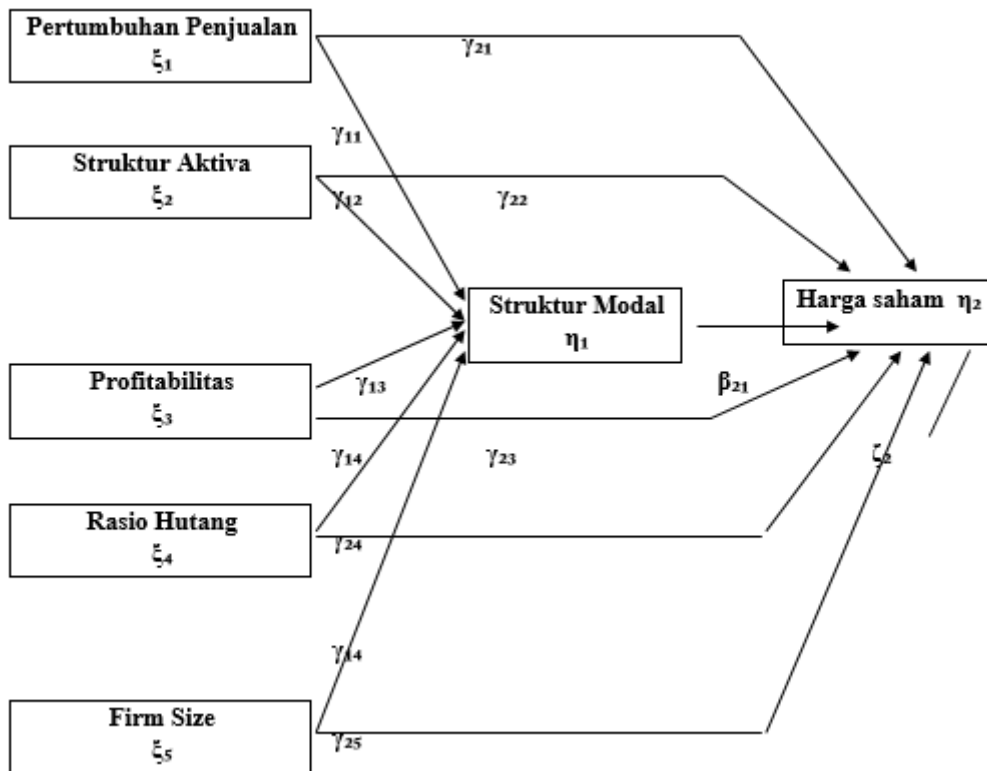 Pertumbuhan Penjualan
ξ₁
γ₂₁
γ₁₁
Struktur Aktiva
ξ₂
γ₁₂
γ₂₂
Struktur Modal
η₁
Harga saham η₂
Profitabilitas
ξ₃
γ₁₃
β₂₁
γ₁₄
γ₂₃
ζ₂
Rasio Hutang
ξ₄
γ₂₄
γ₁₄
Firm Size
ξ₅
γ₂₅